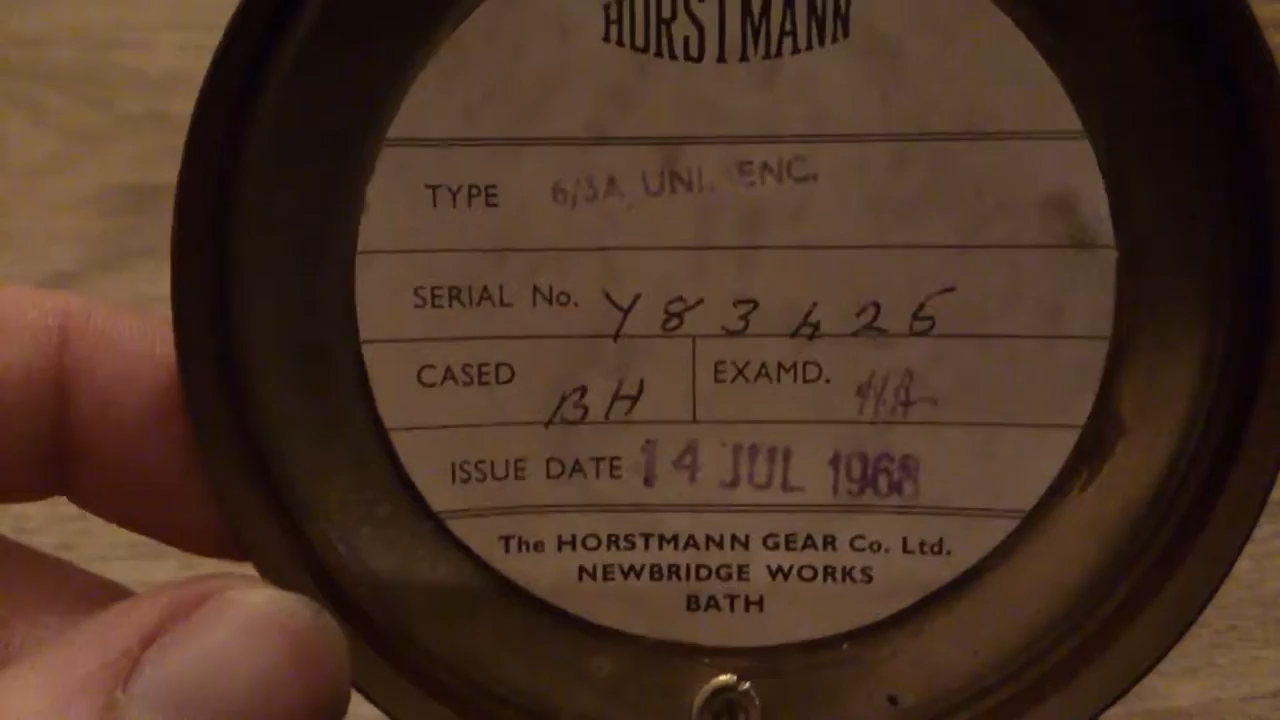 HORSTMANN
TYPE 6/3A UNI. ENC.
SERIAL No. Y83426
CASED BH EXAMD. H.A.
ISSUE DATE 14 JUL 1968
The HORSTMANN GEAR Co. Ltd.
NEWBRIDGE WORKS
BATH